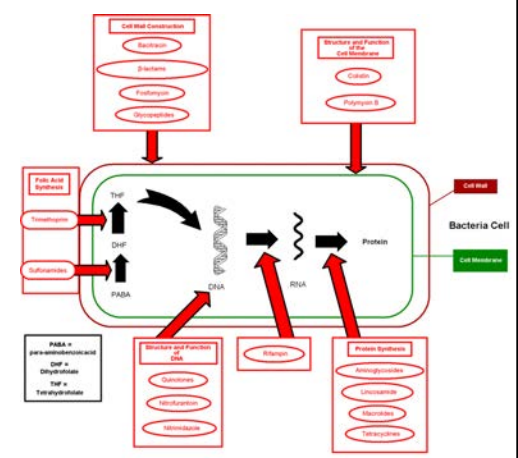 Cell Wall Construction
Bacitracin
β-lactams
Fosfomycin
Glycopeptides
Structure and Function
of the
Cell Membrane
Colistin
Polymyxin B
Folic Acid
Synthesis
Trimethoprim
Sulfonamides
THF
DHF
PABA
DNA
RNA
Protein
Cell Wall
Bacteria Cell
Cell Membrane
PABA =
para-aminobenzoicacid
DHF =
Dihydrofolate
THF =
Tetrahydrofolate
Structure and Function
of
DNA
Quinolones
Nitrofurantoin
Nitrimidazole
Rifampin
Protein Synthesis
Aminoglycosides
Lincosamide
Macrolides
Tetracyclines